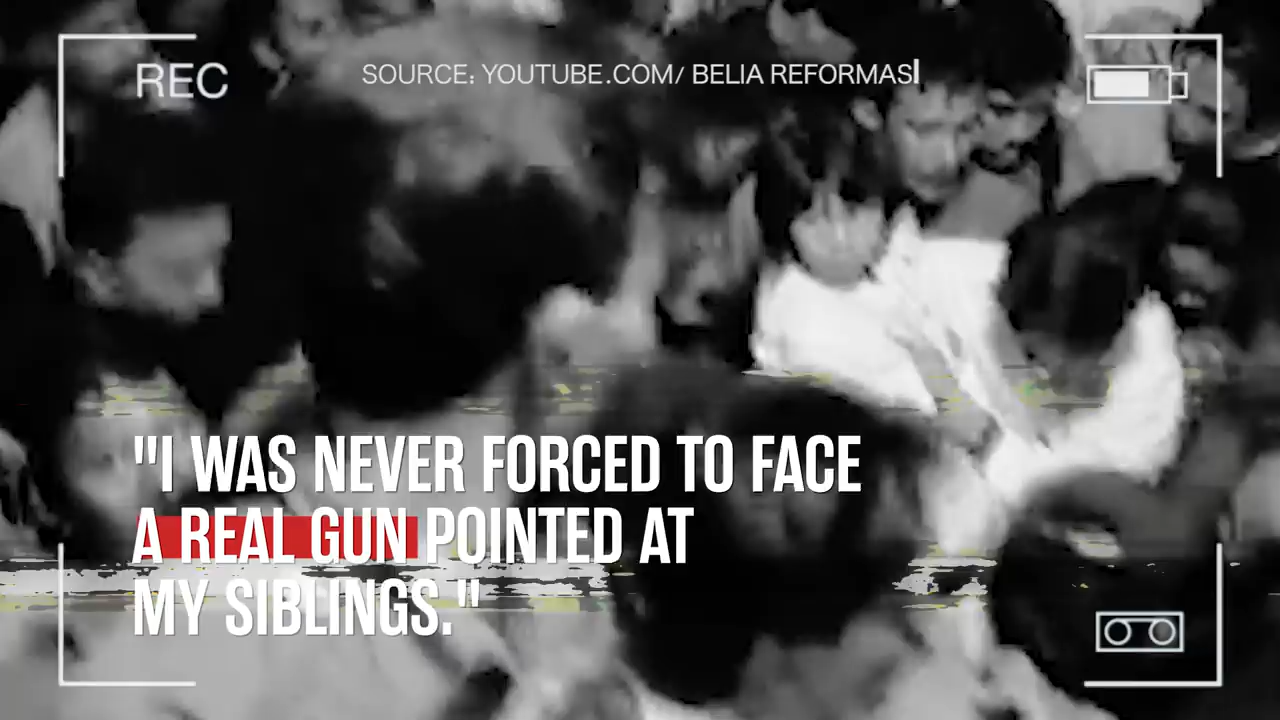 REC
SOURCE: YOUTUBE.COM/ BELIA REFORMASI
"I WAS NEVER FORCED TO FACE
A REAL GUN POINTED AT
MY SIBLINGS."